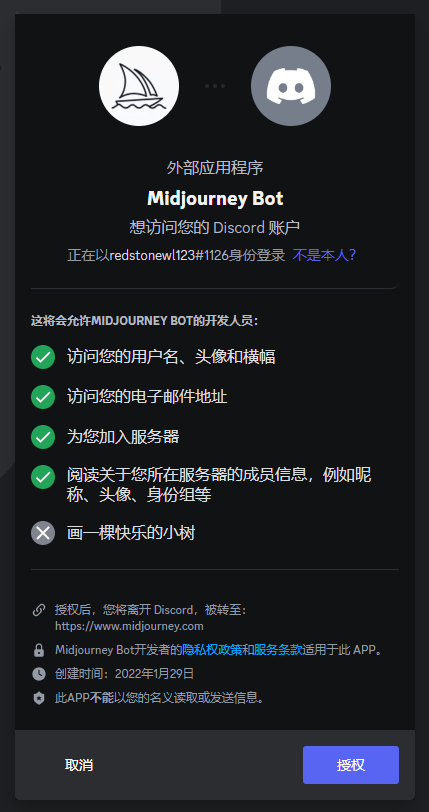 外部应用程序
Midjourney Bot
想访问您的 Discord 账户
正在以redstonewl123#1126身份登录 不是本人？
这将会允许MIDJOURNEY BOT的开发人员：
访问您的用户名、头像和横幅
访问您的电子邮件地址
为您加入服务器
阅读关于您所在服务器的成员信息，例如昵
称、头像、身份组等
画一棵快乐的小树
授权后，您将离开 Discord，被转至：
https://www.midjourney.com
Midjourney Bot开发者的隐私权政策和服务条款适用于此 APP。
创建时间：2022年1月29日
此APP不能以您的名义读取或发送信息。
取消
授权